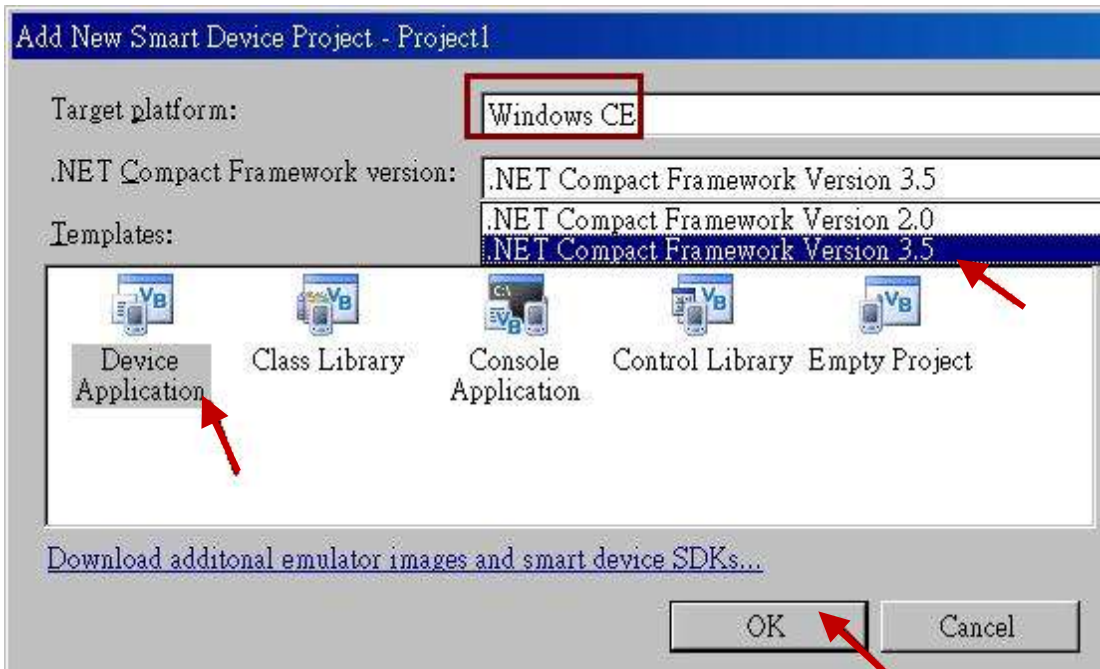 Add New Smart Device Project - Project1
Target platform:
Windows CE
.NET Compact Framework version:
.NET Compact Framework Version 3.5
.NET Compact Framework Version 2.0
.NET Compact Framework Version 3.5
Templates:
Device Application
Class Library
Console Application
Control Library
Empty Project
Download additonal emulator images and smart device SDKs...
OK
Cancel